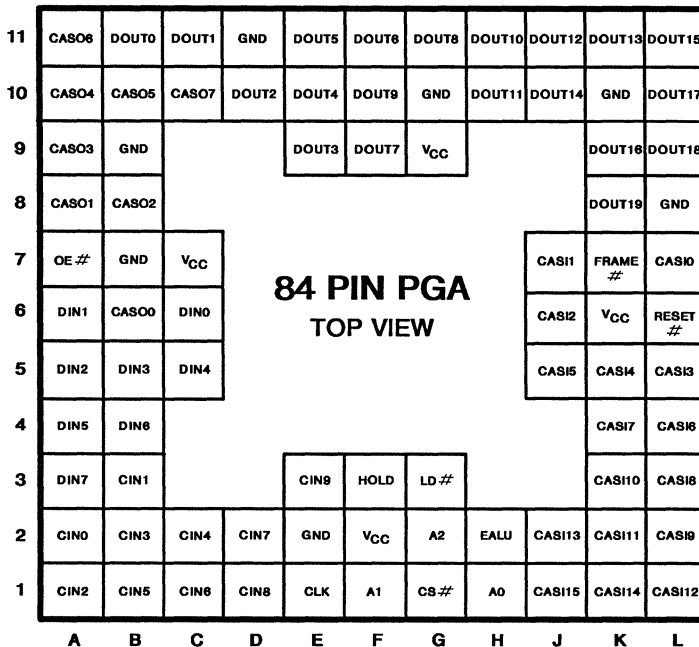 11 CASO6 DOUT0 DOUT1 GND DOUT5 DOUT6 DOUT8 DOUT10 DOUT12 DOUT13 DOUT15
10 CASO4 CASO5 CASO7 DOUT2 DOUT4 DOUT9 GND DOUT11 DOUT14 GND DOUT17
9 CASO3 GND DOUT3 DOUT7 VCC DOUT16 DOUT18
8 CASO1 CASO2 DOUT19 GND
7 OE# GND VCC CASI1 FRAME# CASI0
84 PIN PGA
6 DIN1 CASO0 DIN0 CASI2 VCC RESET#
TOP VIEW
5 DIN2 DIN3 DIN4 CASI5 CASI4 CASI3
4 DIN5 DIN6 CASI7 CASI6
3 DIN7 CIN1 CIN9 HOLD LD# CASI10 CASI8
2 CIN0 CIN3 CIN4 CIN7 GND VCC A2 EALU CASI13 CASI11 CASI9
1 CIN2 CIN5 CIN6 CIN8 CLK A1 CS# A0 CASI15 CASI14 CASI12
A B C D E F G H J K L